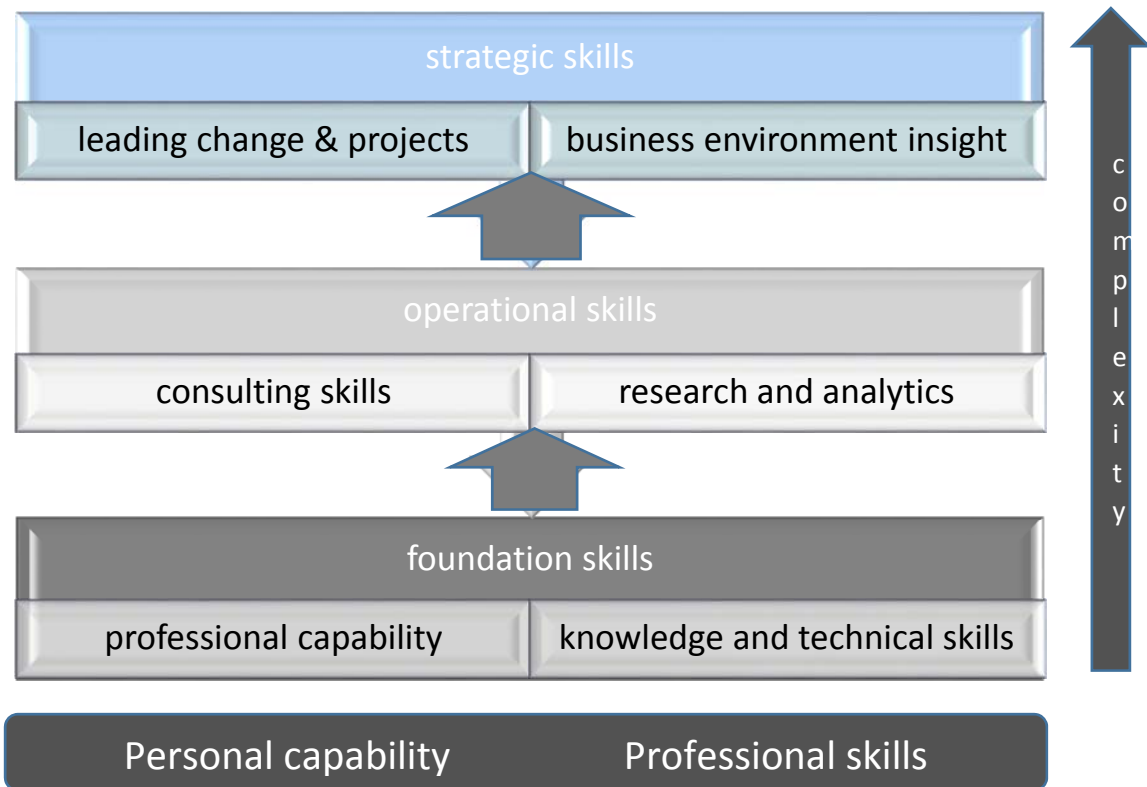 strategic skills
leading change & projects
business environment insight
operational skills
consulting skills
research and analytics
foundation skills
professional capability
knowledge and technical skills
Personal capability
Professional skills
complexity